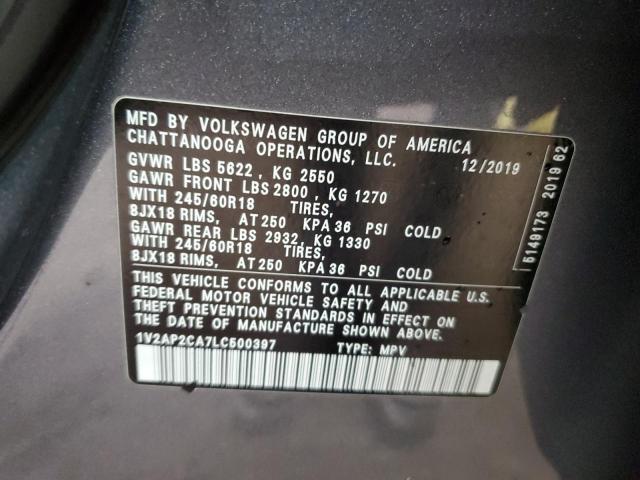 MFD BY VOLKSWAGEN GROUP OF AMERICA
CHATTANOOGA OPERATIONS, LLC. 12/2019
GVWR LBS 5622 , KG 2550
GAWR FRONT LBS 2800 , KG 1270
WITH 245/60R18 TIRES,
8JX18 RIMS, AT 250 KPA 36 PSI COLD
GAWR REAR LBS 2932, KG 1330
WITH 245/60R18 TIRES,
8JX18 RIMS, AT 250 KPA 36 PSI COLD
THIS VEHICLE CONFORMS TO ALL APPLICABLE U.S.
FEDERAL MOTOR VEHICLE SAFETY AND
THEFT PREVENTION STANDARDS IN EFFECT ON
THE DATE OF MANUFACTURE SHOWN ABOVE.
1V2AP2CA7LC500397 TYPE: MPV
5149173 2019 62